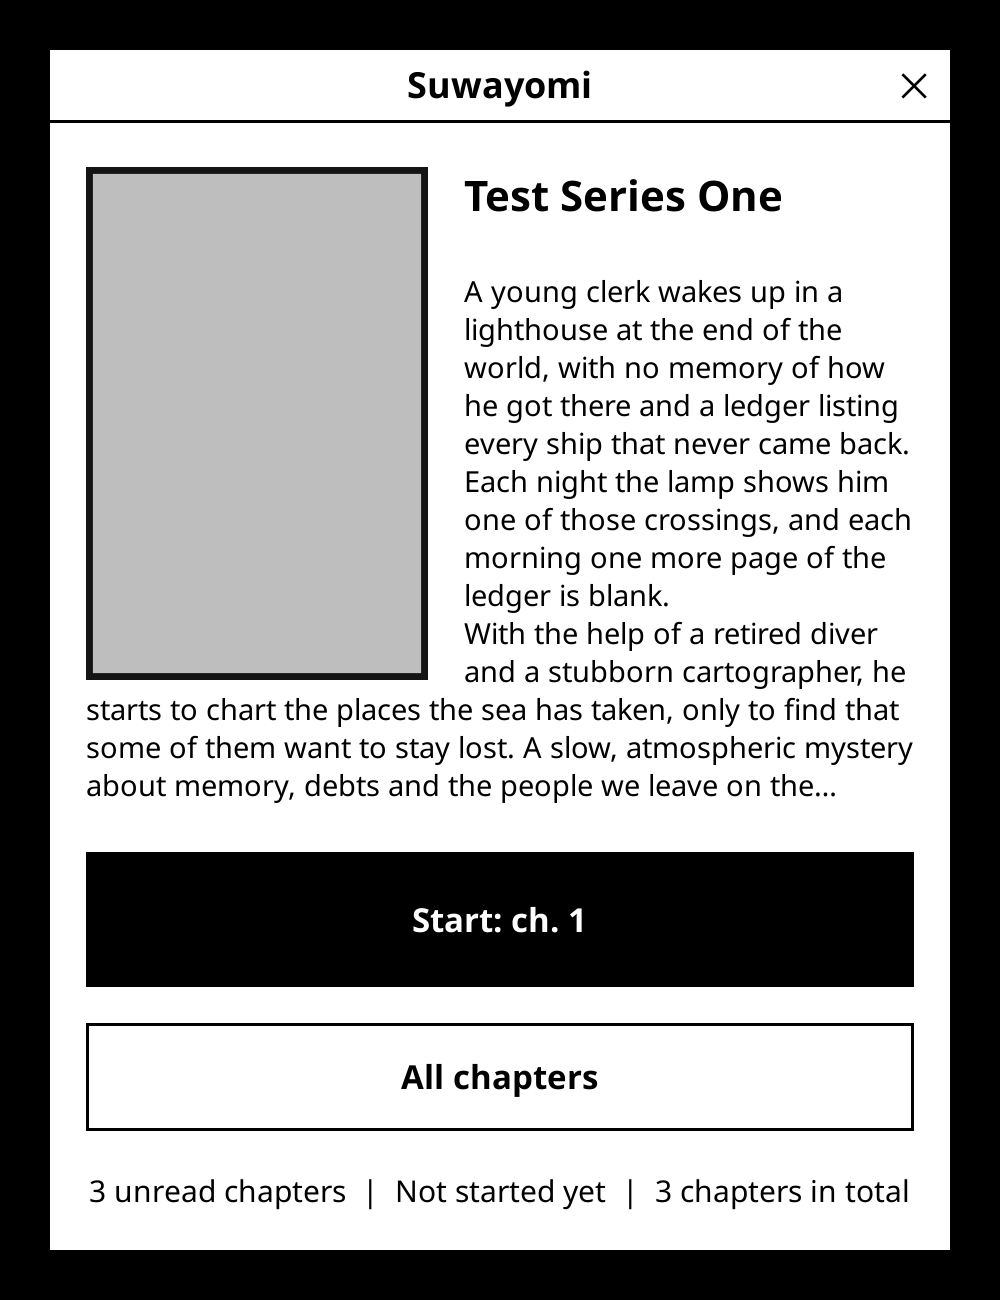 Suwayomi
Test Series One
A young clerk wakes up in a
lighthouse at the end of the
world, with no memory of how
he got there and a ledger listing
every ship that never came back.
Each night the lamp shows him
one of those crossings, and each
morning one more page of the
ledger is blank.
With the help of a retired diver
and a stubborn cartographer, he
starts to chart the places the sea has taken, only to find that
some of them want to stay lost. A slow, atmospheric mystery
about memory, debts and the people we leave on the…
Start: ch. 1
All chapters
3 unread chapters | Not started yet | 3 chapters in total